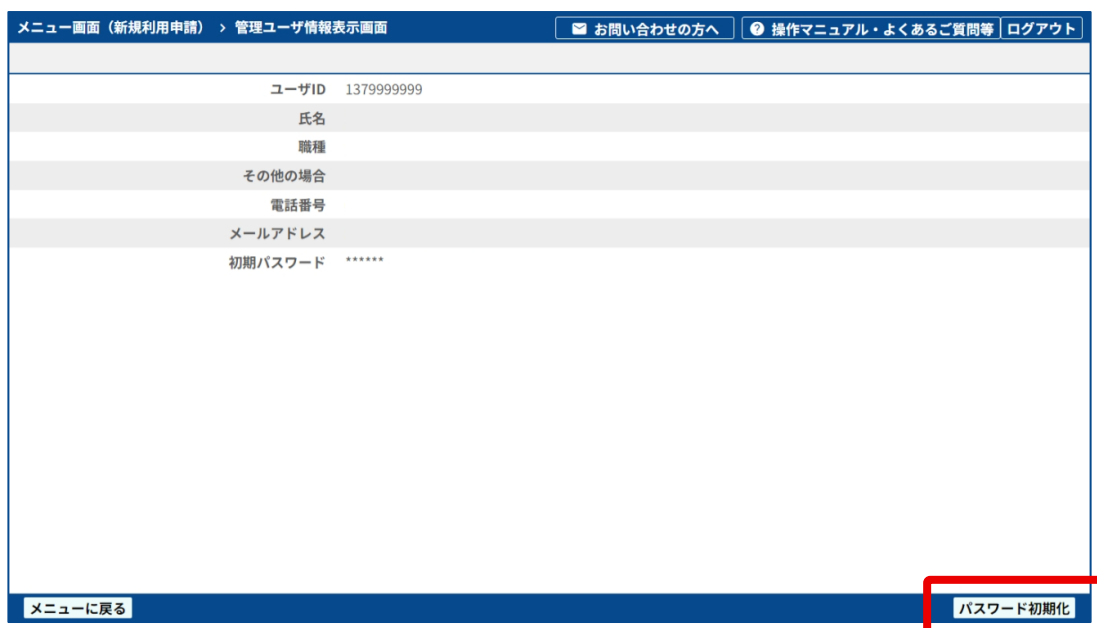 メニュー画面（新規利用申請） > 管理ユーザ情報表示画面 お問い合わせの方へ ? 操作マニュアル・よくあるご質問等 ログアウト
ユーザID 1379999999
氏名
職種
その他の場合
電話番号
メールアドレス
初期パスワード ******
メニューに戻る パスワード初期化